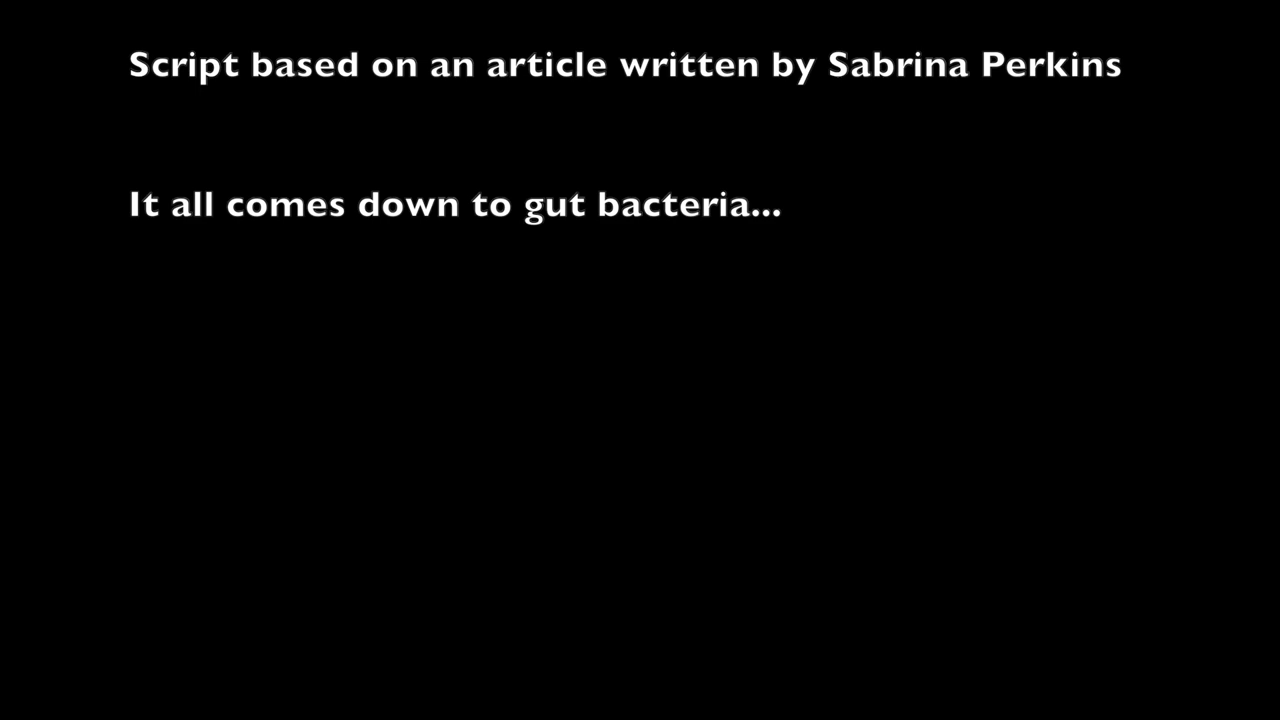 Script based on an article written by Sabrina Perkins
It all comes down to gut bacteria...